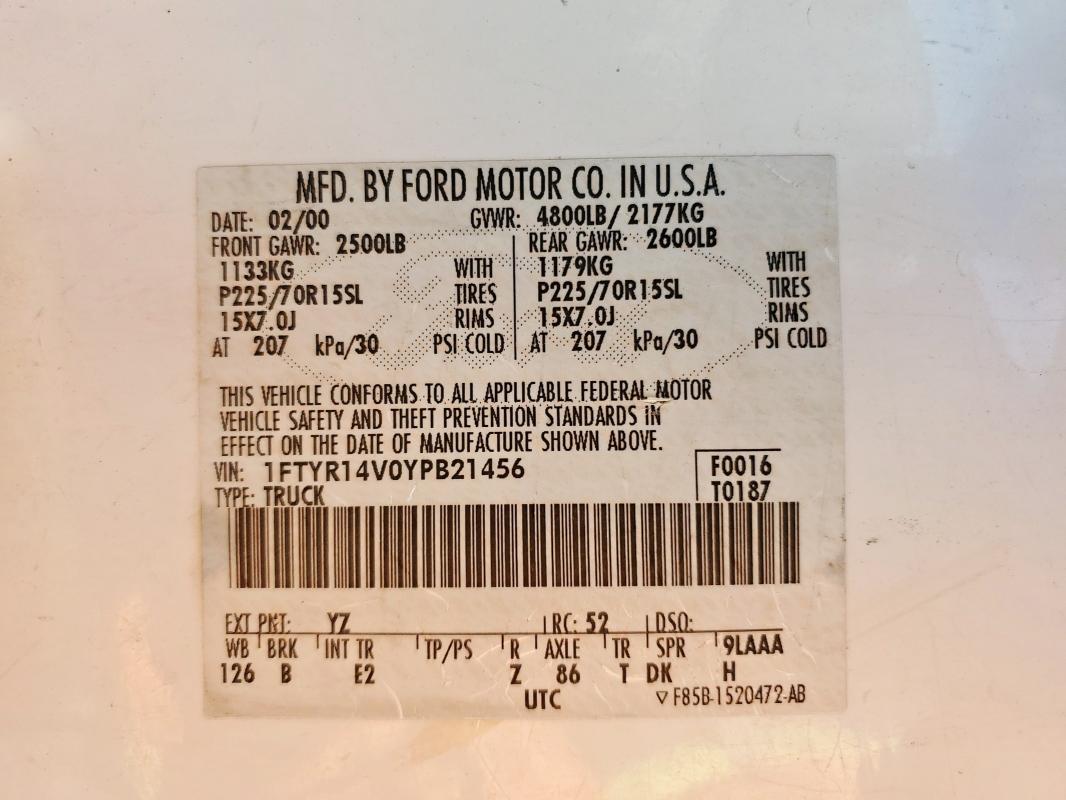 MFD. BY FORD MOTOR CO. IN U.S.A.
DATE: 02/00 GVWR: 4800LB/ 2177KG
FRONT GAWR: 2500LB REAR GAWR: 2600LB
1133KG WITH 1179KG WITH
P225/70R15SL TIRES P225/70R15SL TIRES
15X7.0J RIMS 15X7.0J RIMS
AT 207 kPa/30 PSI COLD AT 207 kPa/30 PSI COLD
THIS VEHICLE CONFORMS TO ALL APPLICABLE FEDERAL MOTOR
VEHICLE SAFETY AND THEFT PREVENTION STANDARDS IN
EFFECT ON THE DATE OF MANUFACTURE SHOWN ABOVE.
VIN: 1FTYR14V0YPB21456 F0016
TYPE: TRUCK T0187
EXT PNT: YZ RC: 52 DSO:
WB BRK INT TR TP/PS R AXLE TR SPR 9LAAA
126 B E2 Z 86 T DK H
UTC ▽ F85B-1520472-AB